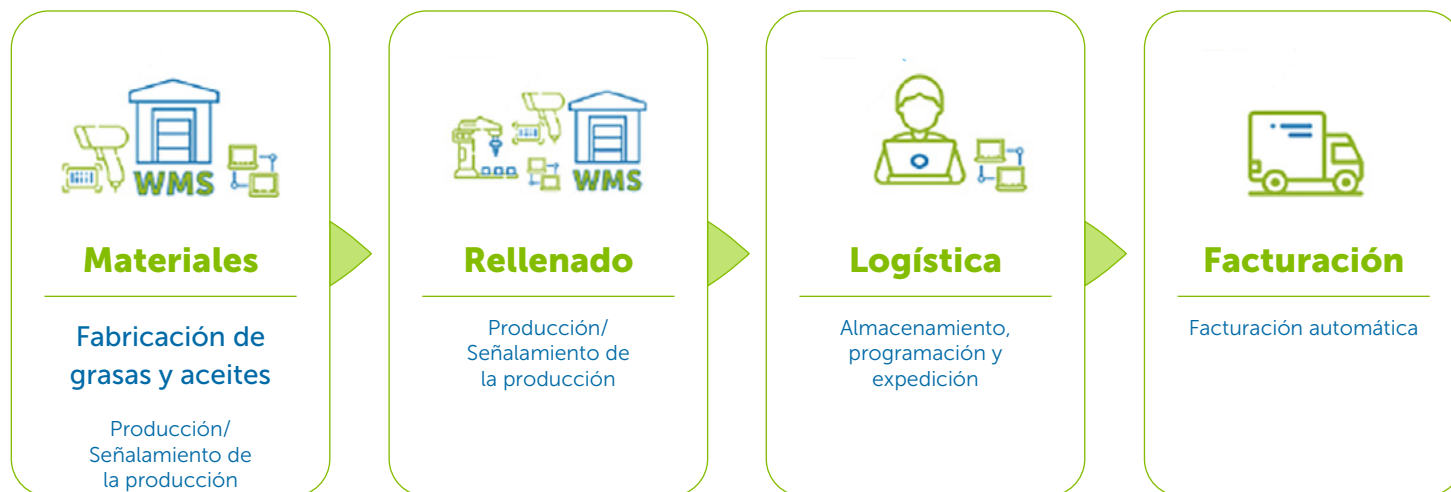 WMS
Materiales
Fabricación de
grasas y aceites
Producción/
Señalamiento de
la producción
WMS
Rellenado
Producción/
Señalamiento de
la producción
Logística
Almacenamiento,
programación y
expedición
Facturación
Facturación automática